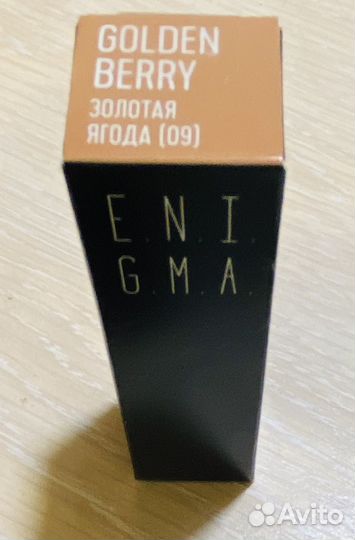 GOLDEN
BERRY
ЗОЛОТАЯ
ЯГОДА (09)
E.N.I.
G.M.A.
Avito